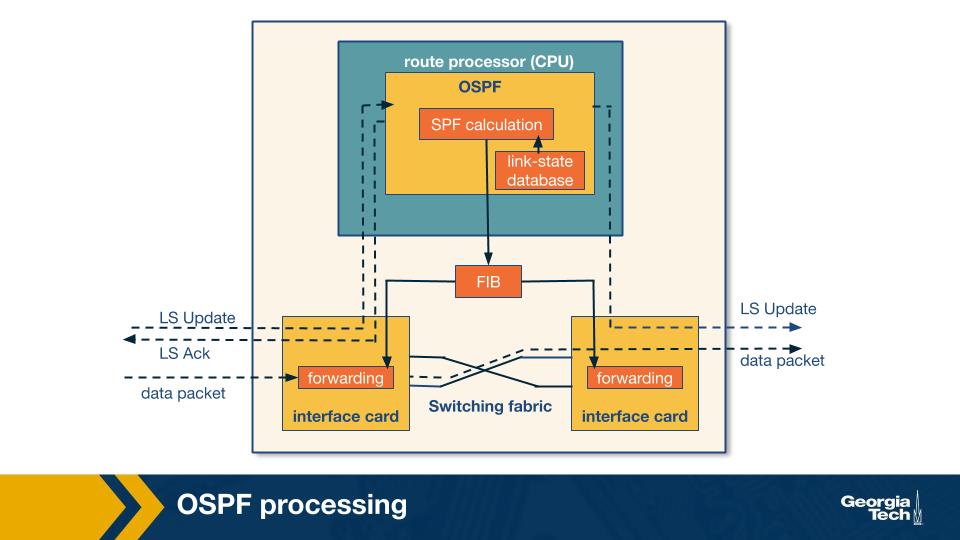 route processor (CPU)
OSPF
SPF calculation
link-state
database
FIB
LS Update
LS Ack
data packet
forwarding
interface card
Switching fabric
forwarding
interface card
LS Update
data packet
OSPF processing
Georgia
Tech